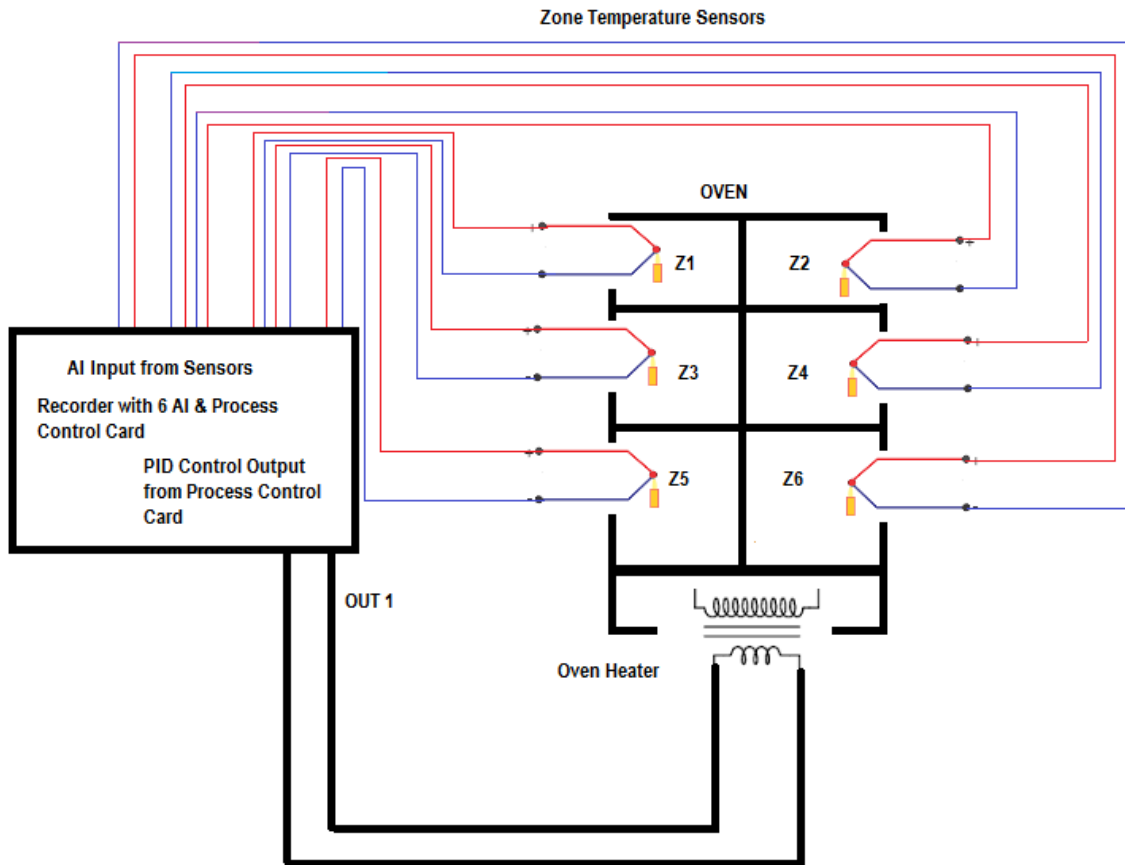 Zone Temperature Sensors
OVEN
Z1
Z2
AI Input from Sensors
Recorder with 6 AI & Process
Control Card
Z3
Z4
PID Control Output
from Process Control
Card
Z5
Z6
OUT 1
Oven Heater